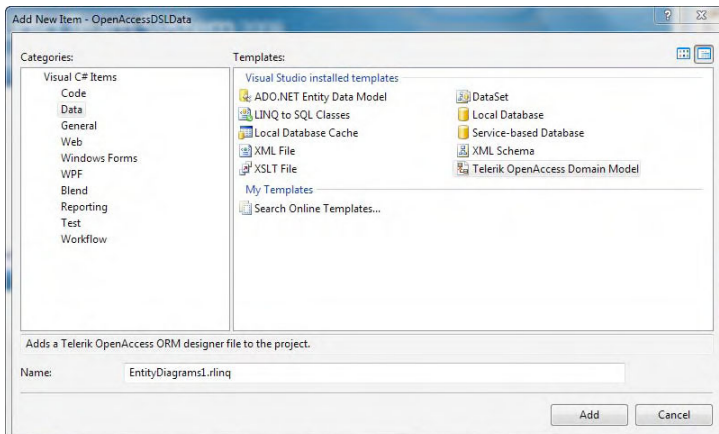 Add New Item - OpenAccessDSLData
Categories:
Templates:
Visual C# Items
Code
Data
General
Web
Windows Forms
WPF
Blend
Reporting
Test
Workflow
Visual Studio installed templates
ADO.NET Entity Data Model
DataSet
LINQ to SQL Classes
Local Database
Local Database Cache
Service-based Database
XML File
XML Schema
XSLT File
Telerik OpenAccess Domain Model
My Templates
Search Online Templates...
Adds a Telerik OpenAccess ORM designer file to the project.
Name:
EntityDiagrams1.rlinq
Add
Cancel